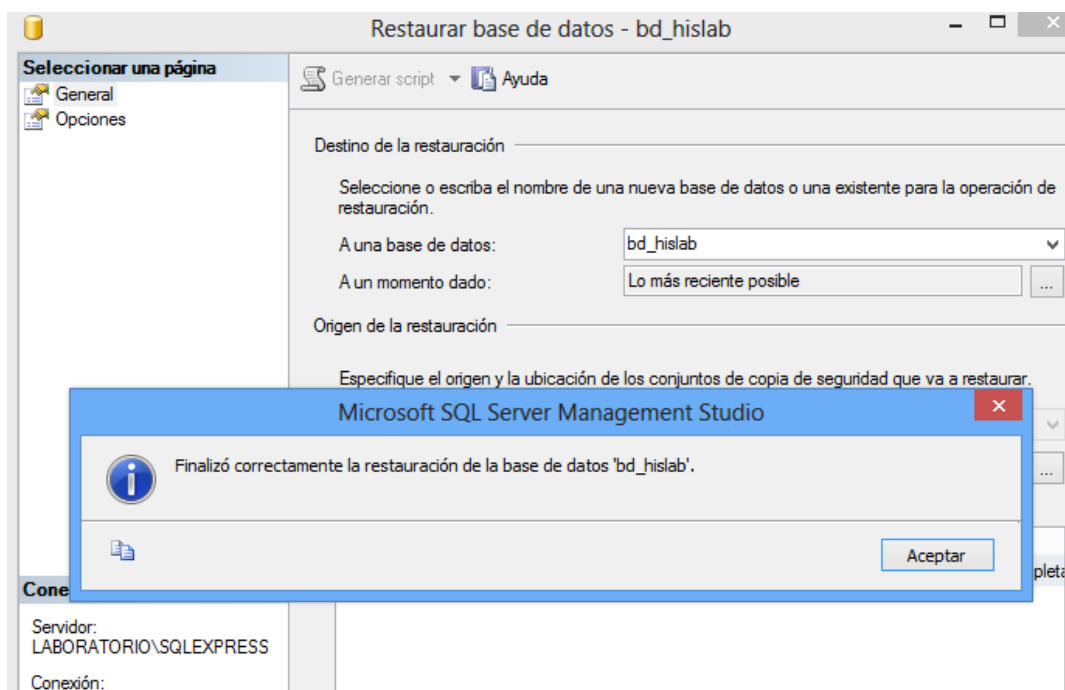 Restaurar base de datos - bd_hislab
Seleccionar una página
General
Opciones
Generar script
Ayuda
Destino de la restauración
Seleccione o escriba el nombre de una nueva base de datos o una existente para la operación de
restauración.
A una base de datos:
bd_hislab
A un momento dado:
Lo más reciente posible
...
Origen de la restauración
Especifique el origen y la ubicación de los conjuntos de copia de seguridad que va a restaurar.
Microsoft SQL Server Management Studio
Finalizó correctamente la restauración de la base de datos 'bd_hislab'.
...
Aceptar
Servidor:
LABORATORIO\SQLEXPRESS
Conexión: